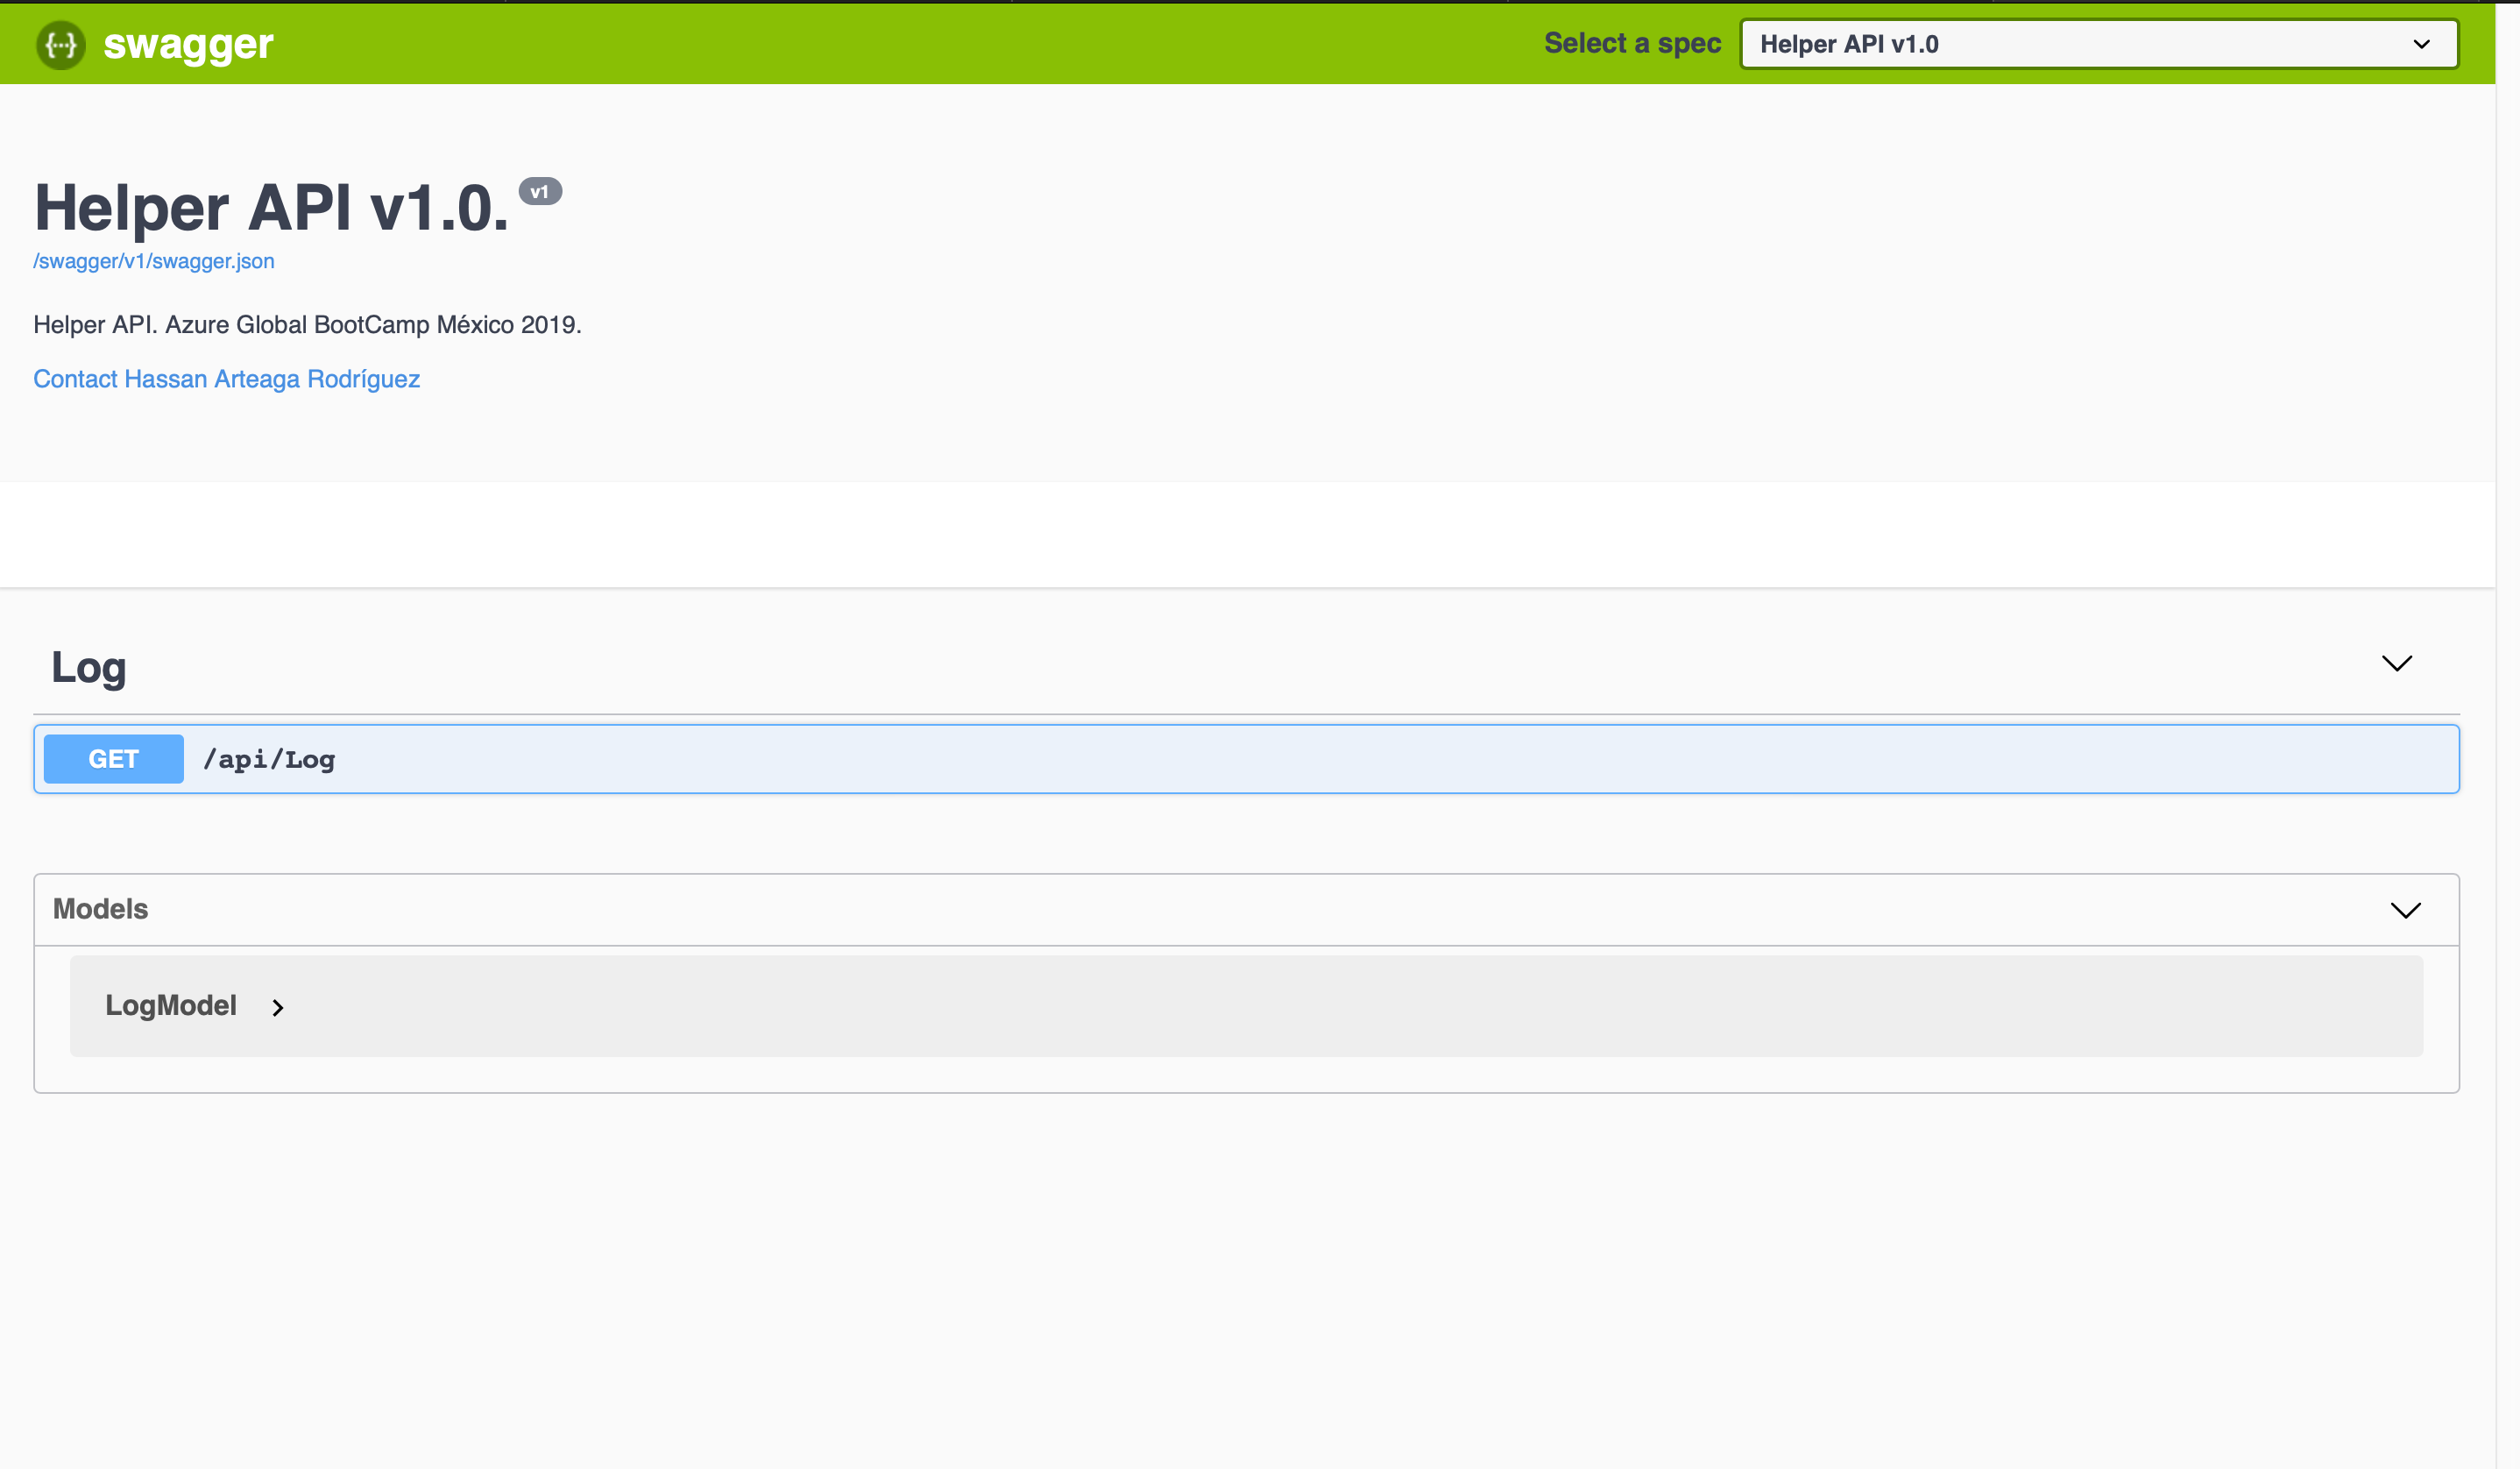 {...} swagger
Select a spec
Helper API v1.0
Helper API v1.0. v1
/swagger/v1/swagger.json
Helper API. Azure Global BootCamp México 2019.
Contact Hassan Arteaga Rodríguez
Log
GET /api/Log
Models
LogModel